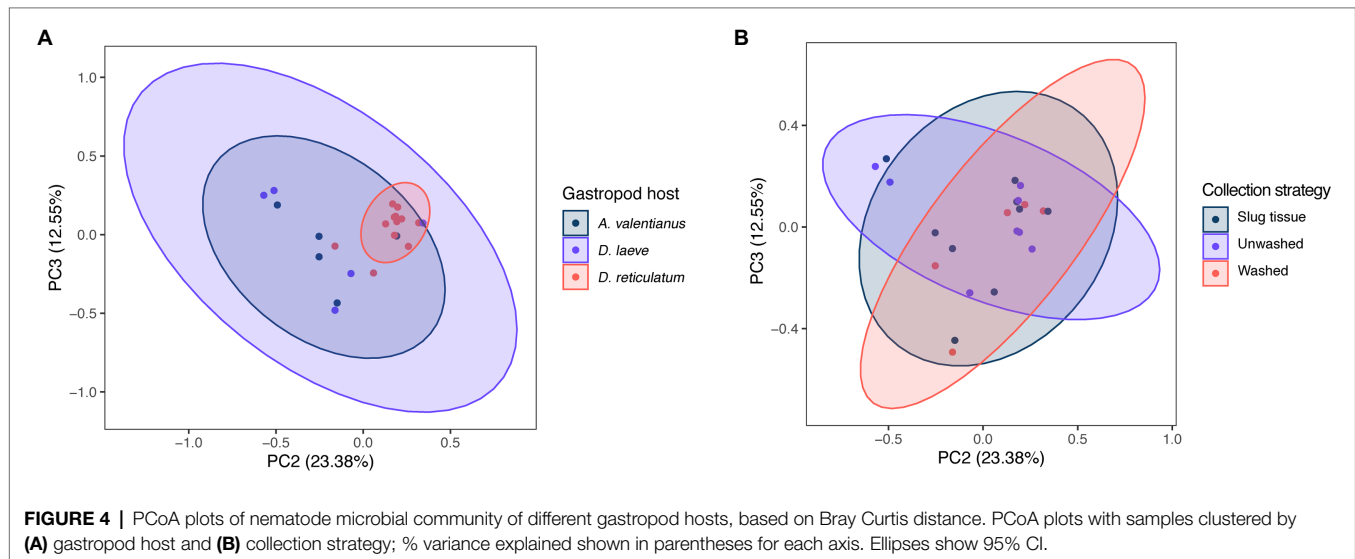 A
PC3 (12.55%)
1.0
0.5
0.0
−0.5
−1.0
−1.0
−0.5
0.0
0.5
PC2 (23.38%)
Gastropod host
A. valentianus
D. laeve
D. reticulatum
B
PC3 (12.55%)
0.4
0.0
−0.4
−0.5
0.0
0.5
1.0
PC2 (23.38%)
Collection strategy
Slug tissue
Unwashed
Washed
FIGURE 4 | PCoA plots of nematode microbial community of different gastropod hosts, based on Bray Curtis distance. PCoA plots with samples clustered by
(A) gastropod host and (B) collection strategy; % variance explained shown in parentheses for each axis. Ellipses show 95% CI.